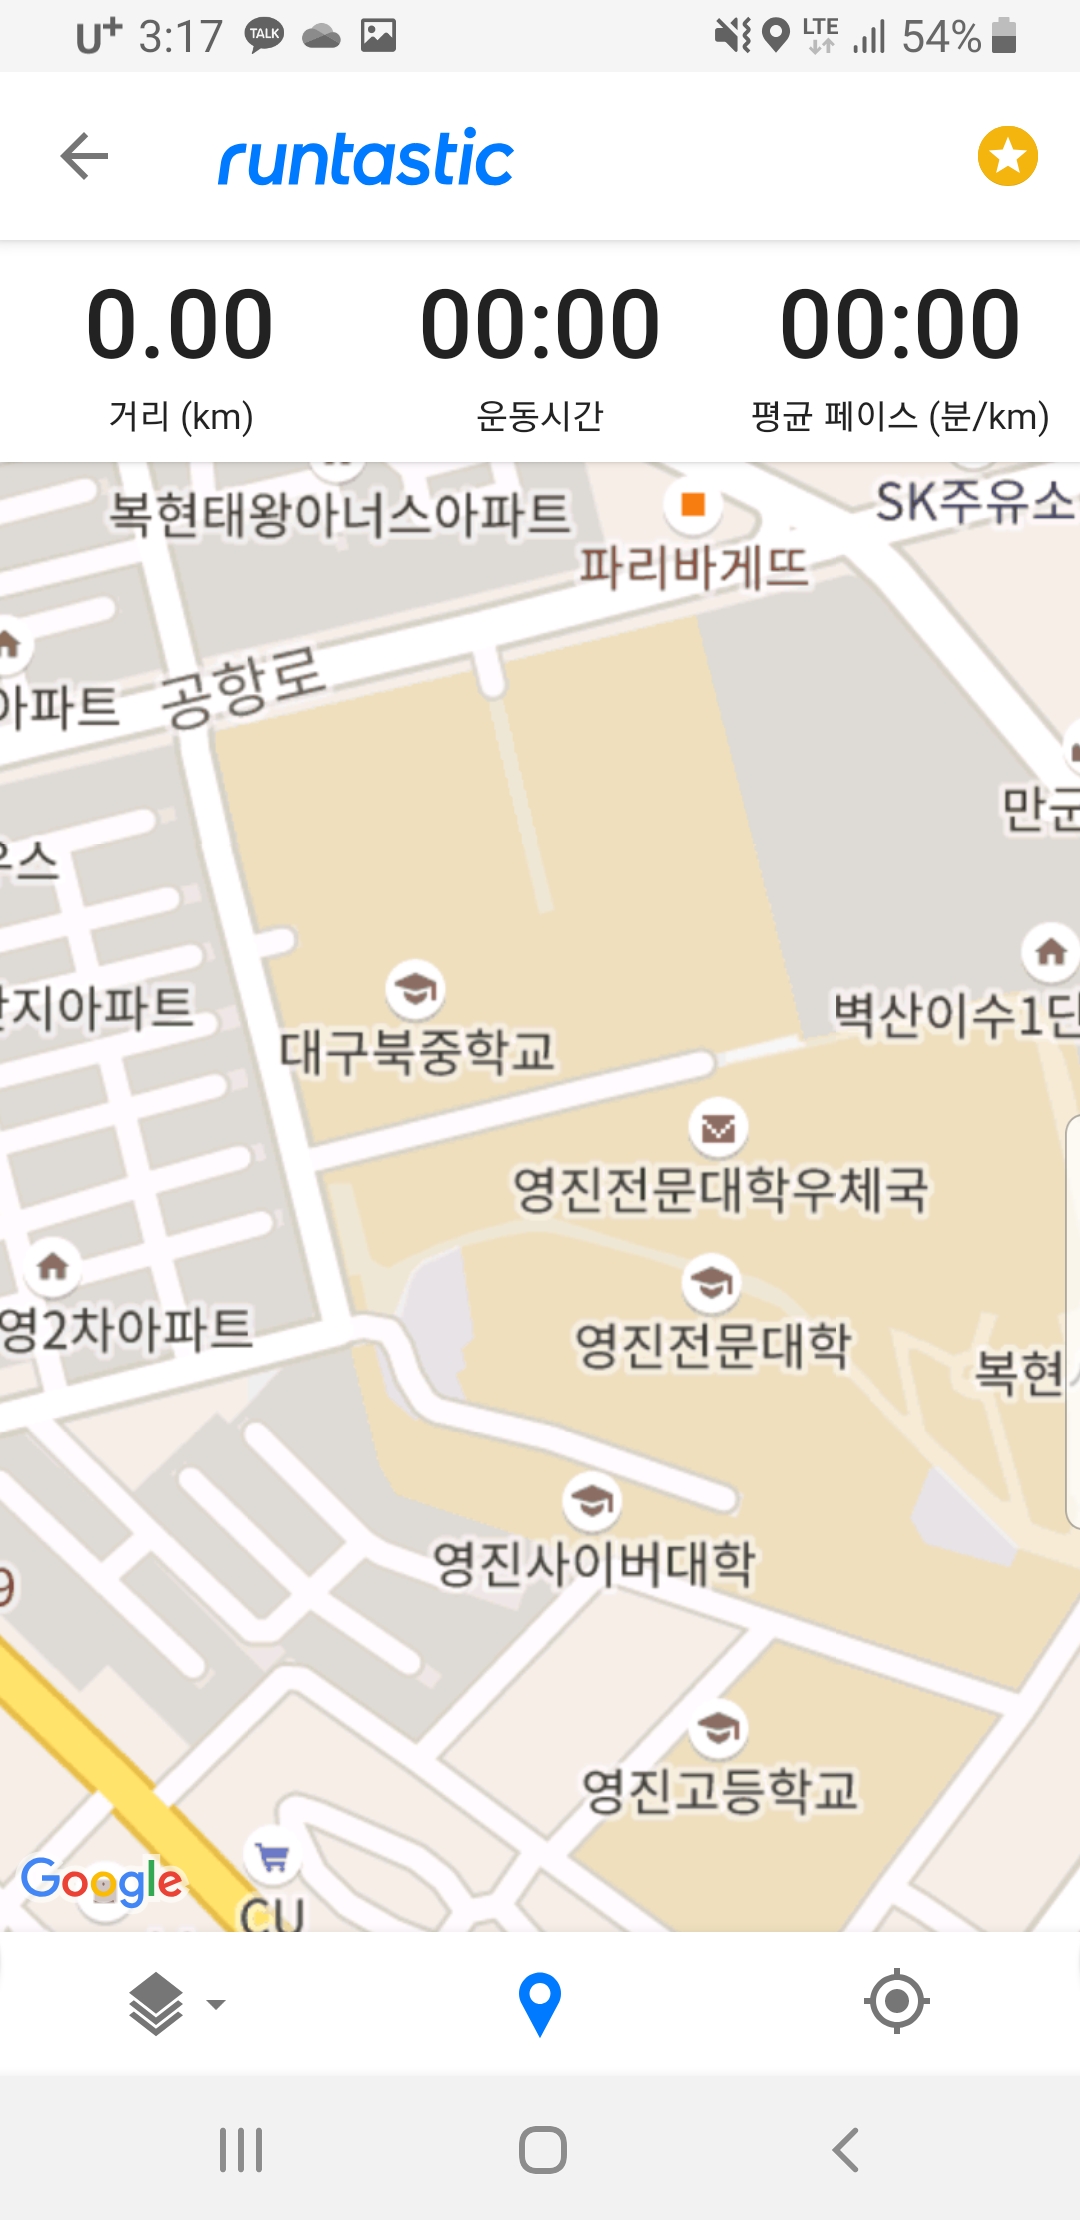 U+ 3:17 TALK LTE 54%
runtastic
0.00 00:00 00:00
거리 (km) 운동시간 평균 페이스 (분/km)
복현태왕아너스아파트
SK주유소
파리바게뜨
공항로
아파트
만군
우스
단지아파트
벽산이수1단
대구북중학교
영진전문대학우체국
영2차아파트
영진전문대학
복현
영진사이버대학
9
영진고등학교
Google
CU